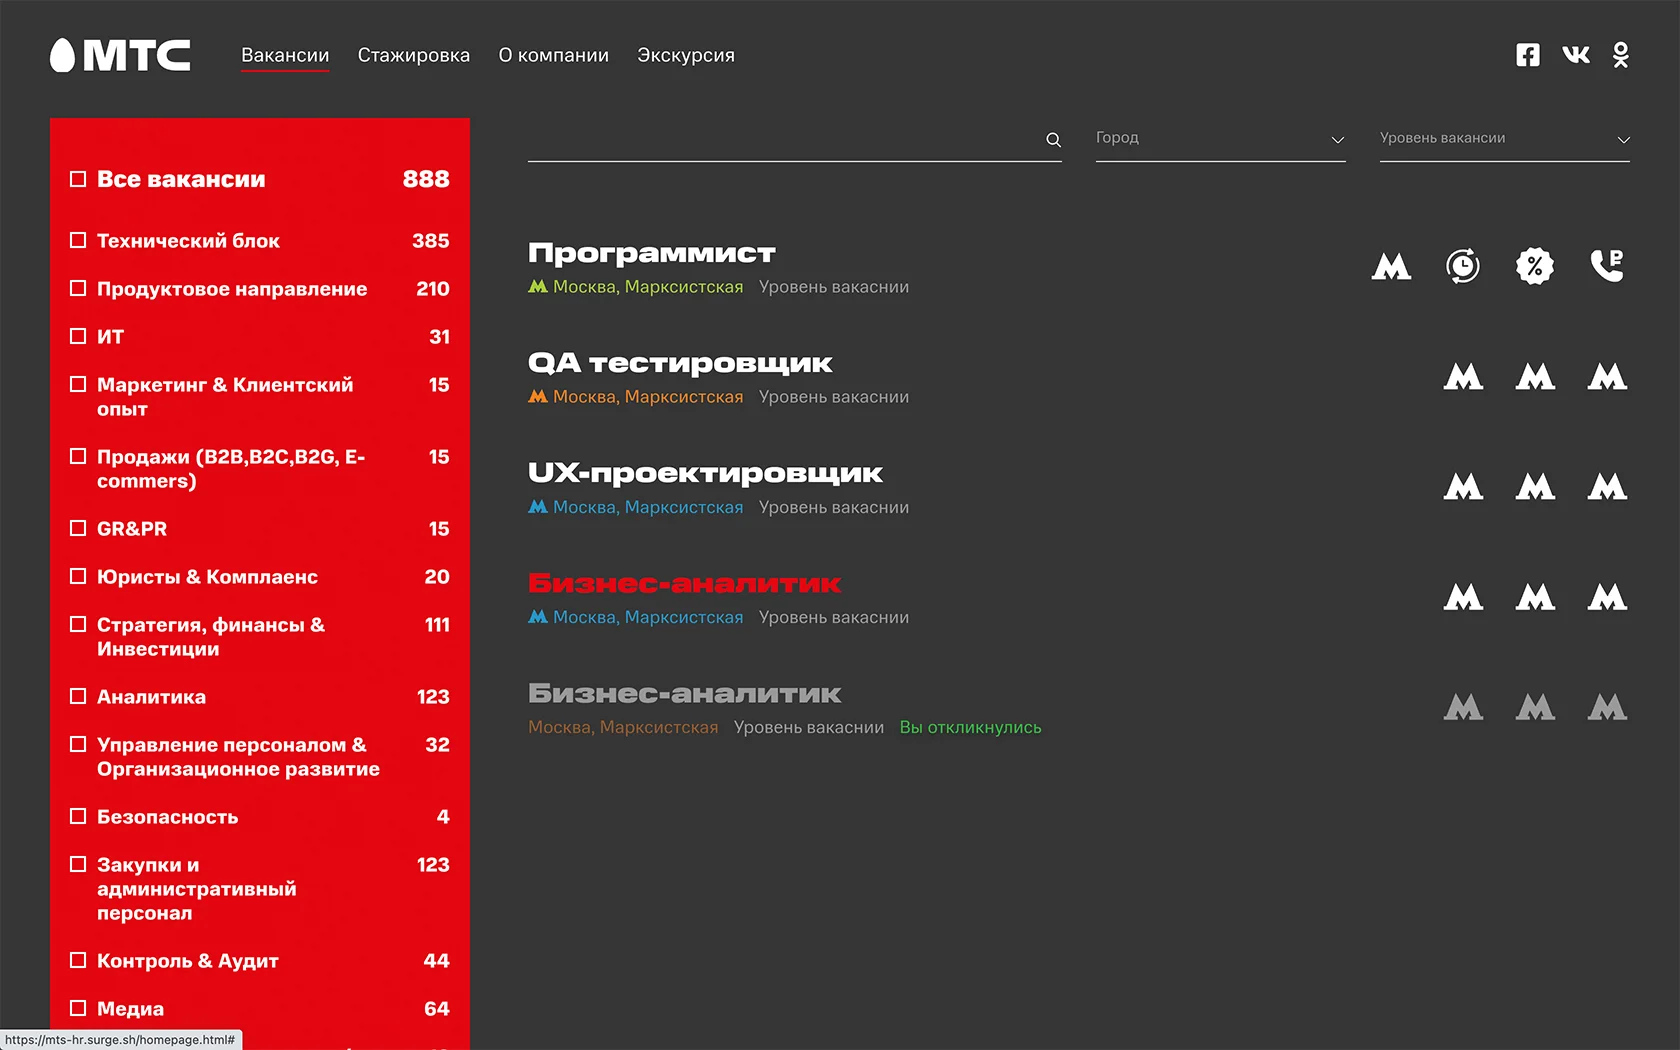 МТС
Вакансии Стажировка О компании Экскурсия
Все вакансии 888
Технический блок 385
Продуктовое направление 210
ИТ 31
Маркетинг & Клиентский 15
опыт
Продажи (B2B,B2C,B2G, E- 15
commers)
GR&PR 15
Юристы & Комплаенс 20
Стратегия, финансы & 111
Инвестиции
Аналитика 123
Управление персоналом & 32
Организационное развитие
Безопасность 4
Закупки и 123
административный
персонал
Контроль & Аудит 44
Медиа 64
Город
Уровень вакансии
Программист
Москва, Марксистская Уровень вакаснии
QA тестировщик
Москва, Марксистская Уровень вакаснии
UX-проектировщик
Москва, Марксистская Уровень вакаснии
Бизнес-аналитик
Москва, Марксистская Уровень вакаснии
Бизнес-аналитик
Москва, Марксистская Уровень вакаснии Вы откликнулись
https://mts-hr.surge.sh/homepage.html#